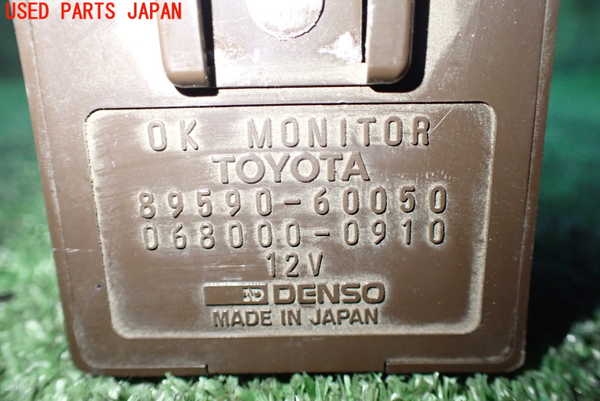 USED PARTS JAPAN
OK MONITOR
TOYOTA
89590-60050
068000-0910
12V
DENSO
MADE IN JAPAN